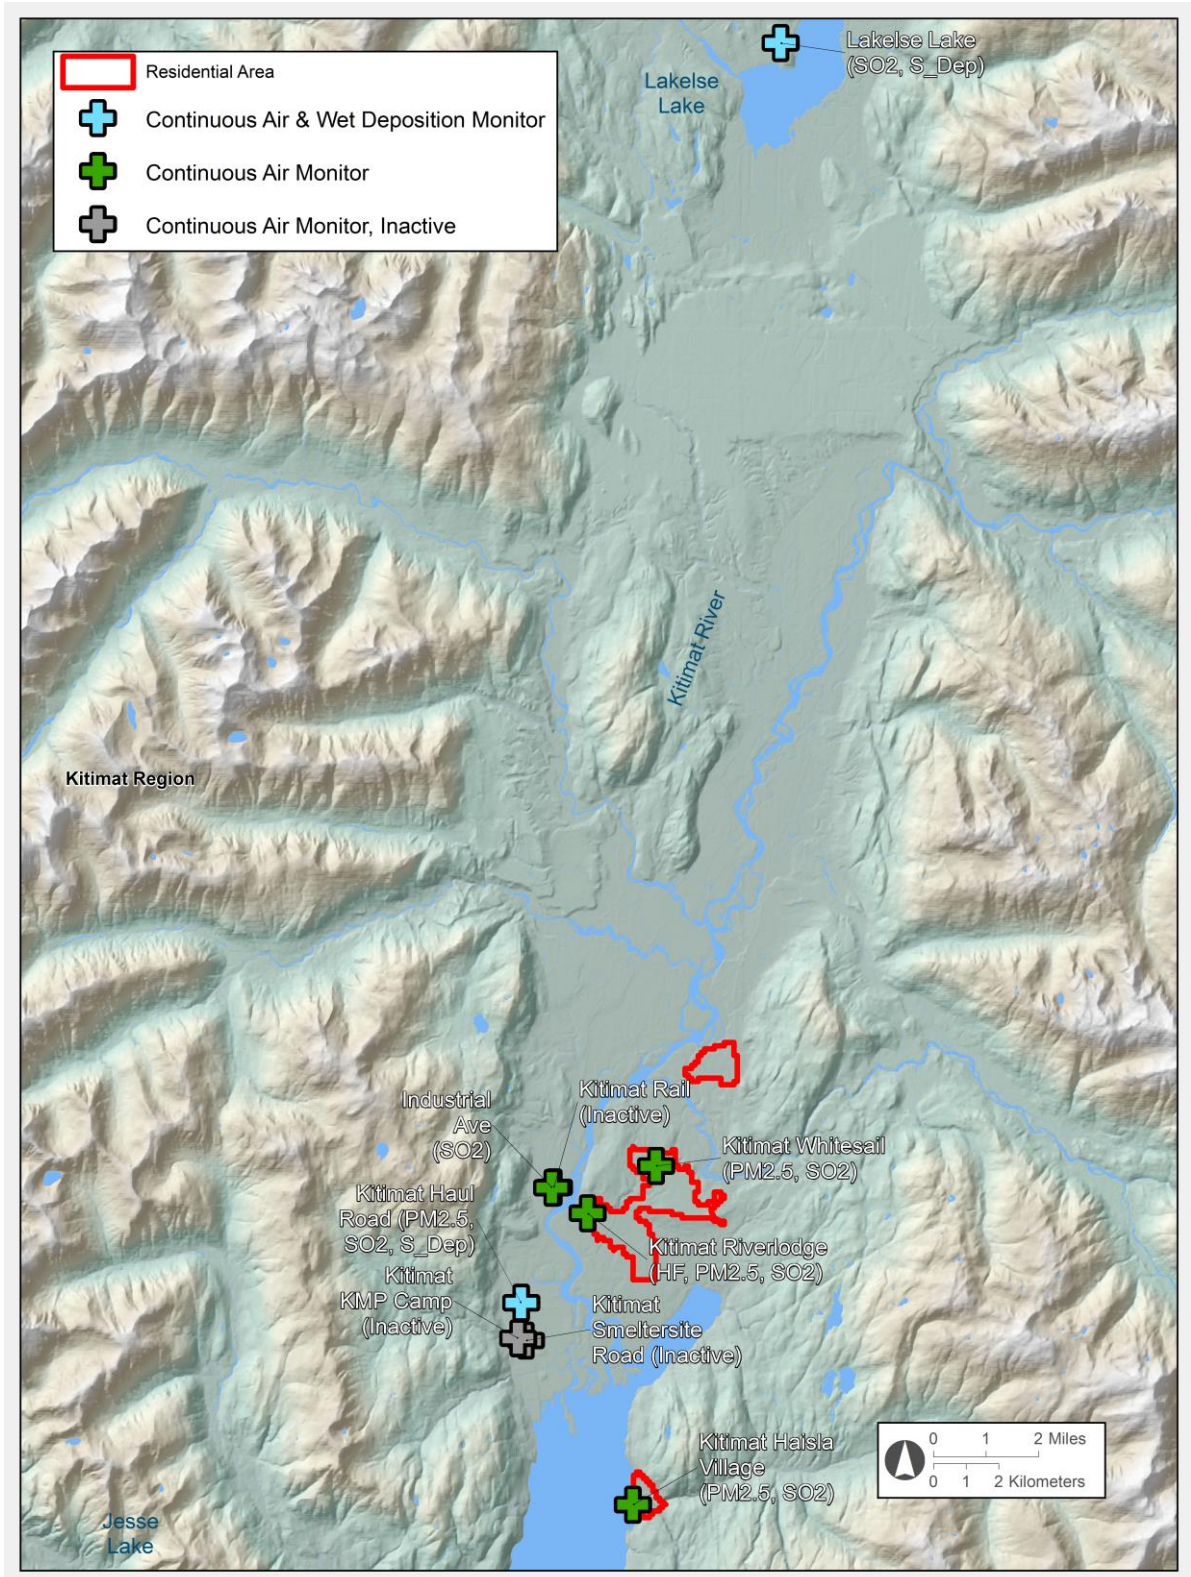 Residential Area
Continuous Air & Wet Deposition Monitor
Continuous Air Monitor
Continuous Air Monitor, Inactive
Lakelse Lake
(SO2, S_Dep)
Lakelse
Lake
Kitimat River
Kitimat Region
Kitimat Rail
(Inactive)
Industrial
Ave
(SO2)
Kitimat Whitesail
(PM2.5, SO2)
Kitimat Haul
Road (PM2.5,
SO2, S_Dep)
Kitimat Riverlodge
(HF, PM2.5, SO2)
Kitimat
KMP Camp
(Inactive)
Kitimat
Smeltersite
Road (Inactive)
Kitimat Haisla
Village
(PM2.5, SO2)
0 1 2 Miles
0 1 2 Kilometers
Jesse
Lake